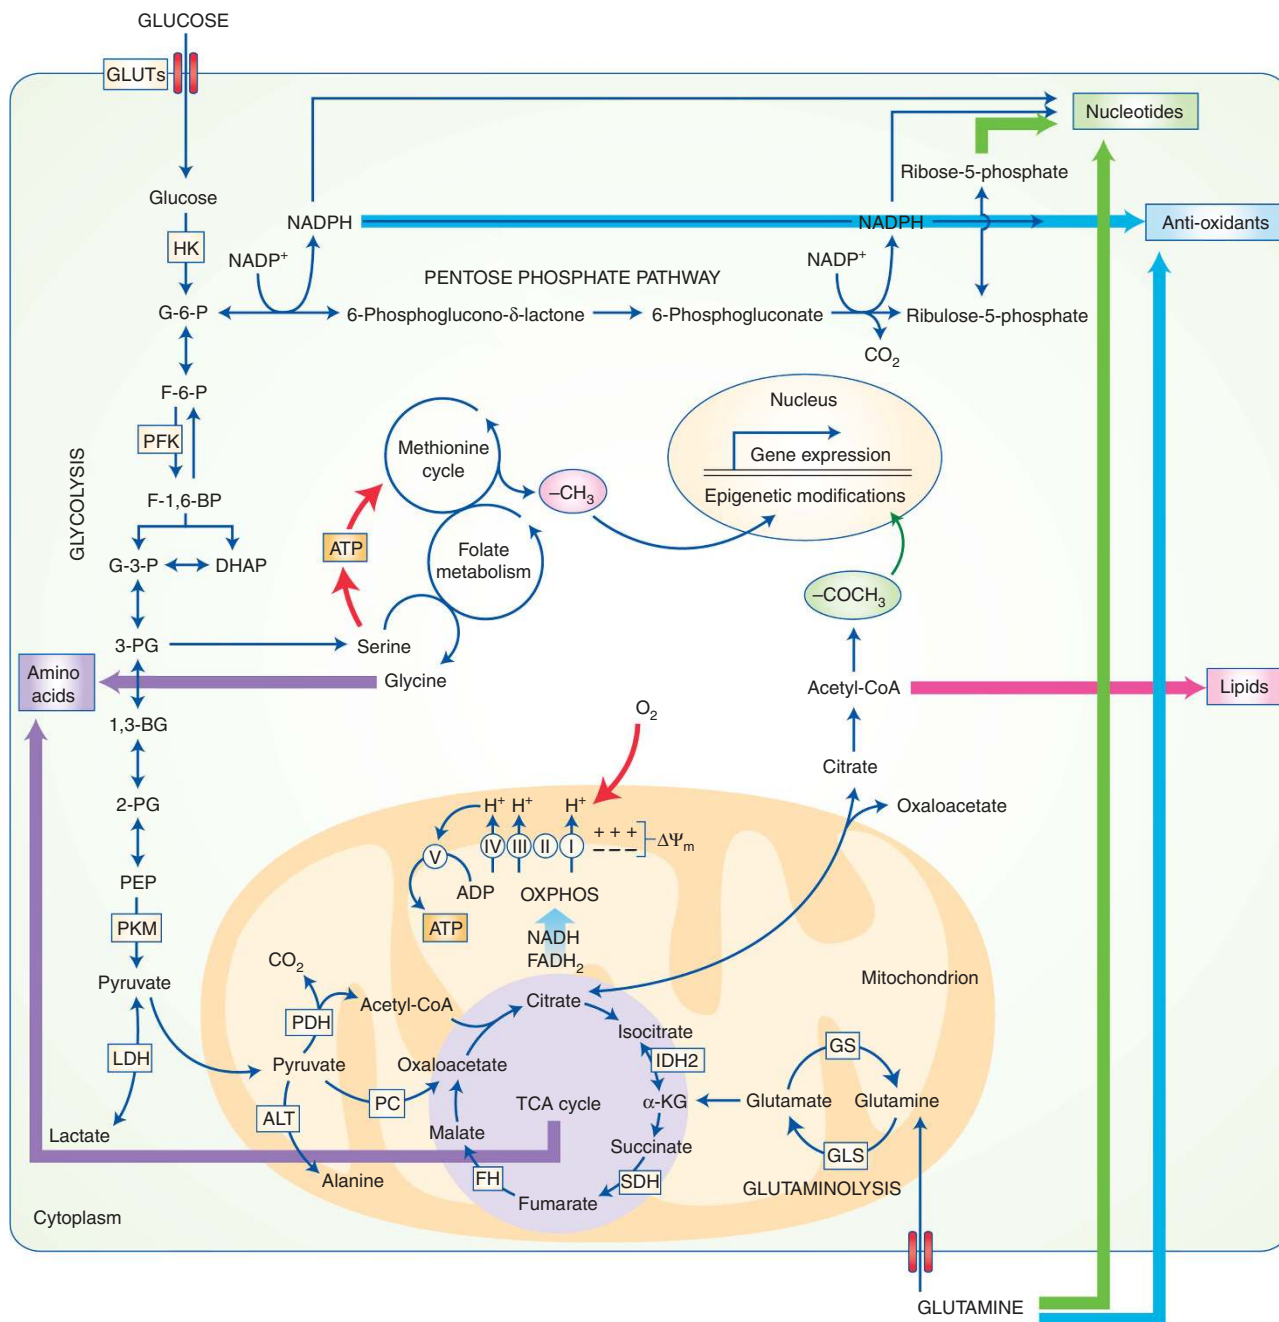 GLUCOSE
GLUTs
Nucleotides
Ribose-5-phosphate
Glucose
NADPH
NADPH
Anti-oxidants
HK
NADP⁺
NADP⁺
PENTOSE PHOSPHATE PATHWAY
G-6-P
6-Phosphoglucono-δ-lactone
6-Phosphogluconate
Ribulose-5-phosphate
CO₂
F-6-P
Nucleus
PFK
Methionine
cycle
Gene expression
GLYCOLYSIS
F-1,6-BP
–CH₃
Epigenetic modifications
ATP
Folate
metabolism
G-3-P
DHAP
–COCH₃
3-PG
Serine
Amino
acids
Glycine
Acetyl-CoA
Lipids
O₂
1,3-BG
Citrate
2-PG
H⁺
H⁺
H⁺
Oxaloacetate
+ + +
– – –
ΔΨm
V
IV
III
II
I
PEP
ADP
OXPHOS
PKM
ATP
NADH
FADH₂
CO₂
Mitochondrion
Pyruvate
Acetyl-CoA
Citrate
PDH
Isocitrate
GS
LDH
Pyruvate
Oxaloacetate
IDH2
PC
TCA cycle
α-KG
Glutamate
Glutamine
ALT
Lactate
Malate
Succinate
GLS
Alanine
FH
SDH
GLUTAMINOLYSIS
Fumarate
Cytoplasm
GLUTAMINE